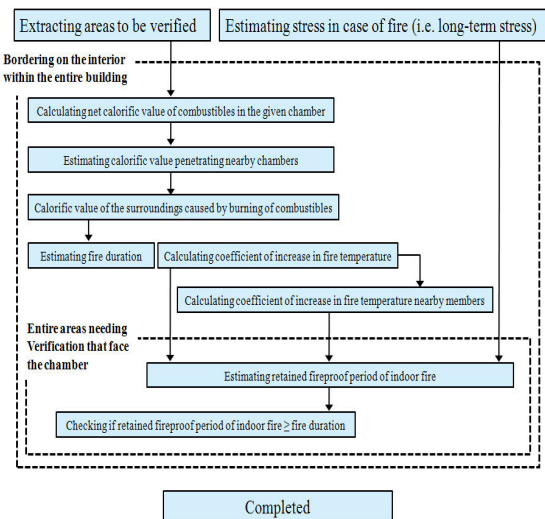 Extracting areas to be verified
Estimating stress in case of fire (i.e. long-term stress)
Bordering on the interior
within the entire building
Calculating net calorific value of combustibles in the given chamber
Estimating calorific value penetrating nearby chambers
Calorific value of the surroundings caused by burning of combustibles
Estimating fire duration
Calculating coefficient of increase in fire temperature
Calculating coefficient of increase in fire temperature nearby members
Entire areas needing
Verification that face
the chamber
Estimating retained fireproof period of indoor fire
Checking if retained fireproof period of indoor fire ≥ fire duration
Completed